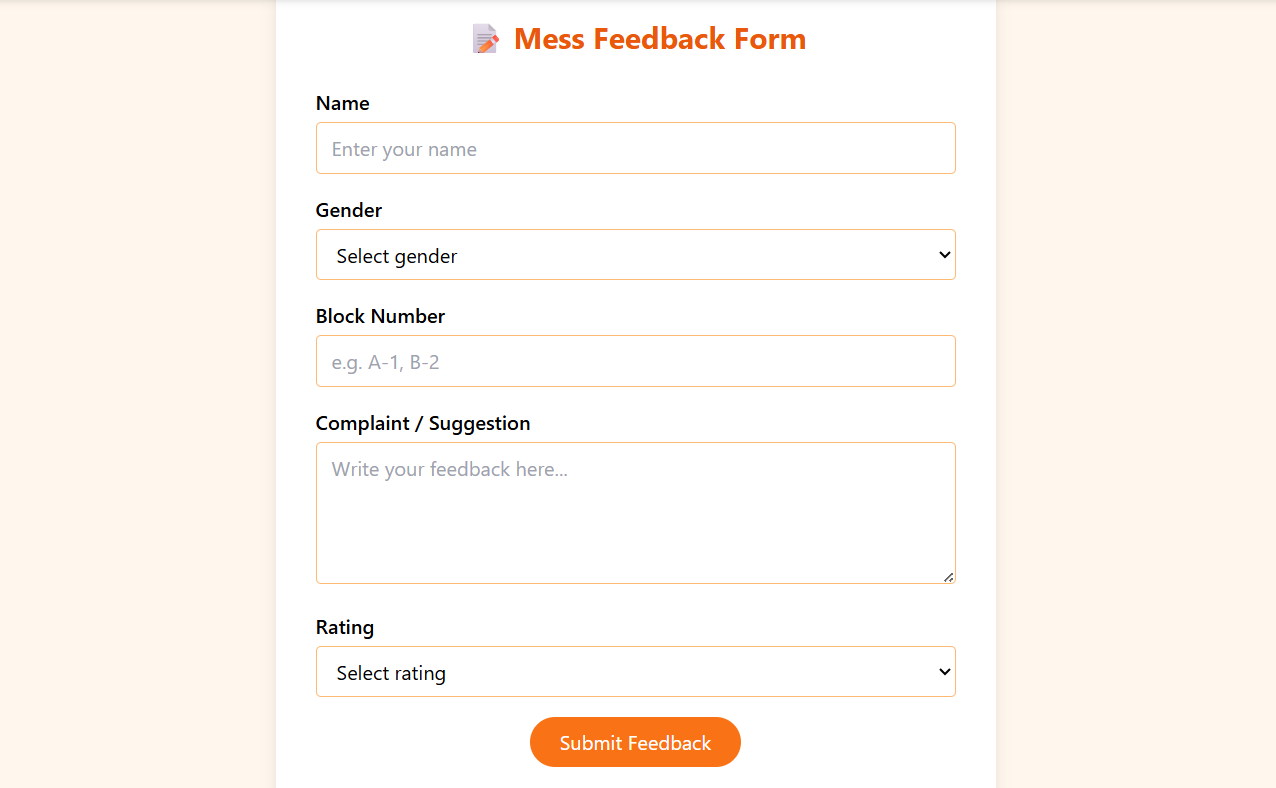 📝 Mess Feedback Form
Name
Enter your name
Gender
Select gender
Block Number
e.g. A-1, B-2
Complaint / Suggestion
Write your feedback here...
Rating
Select rating
Submit Feedback